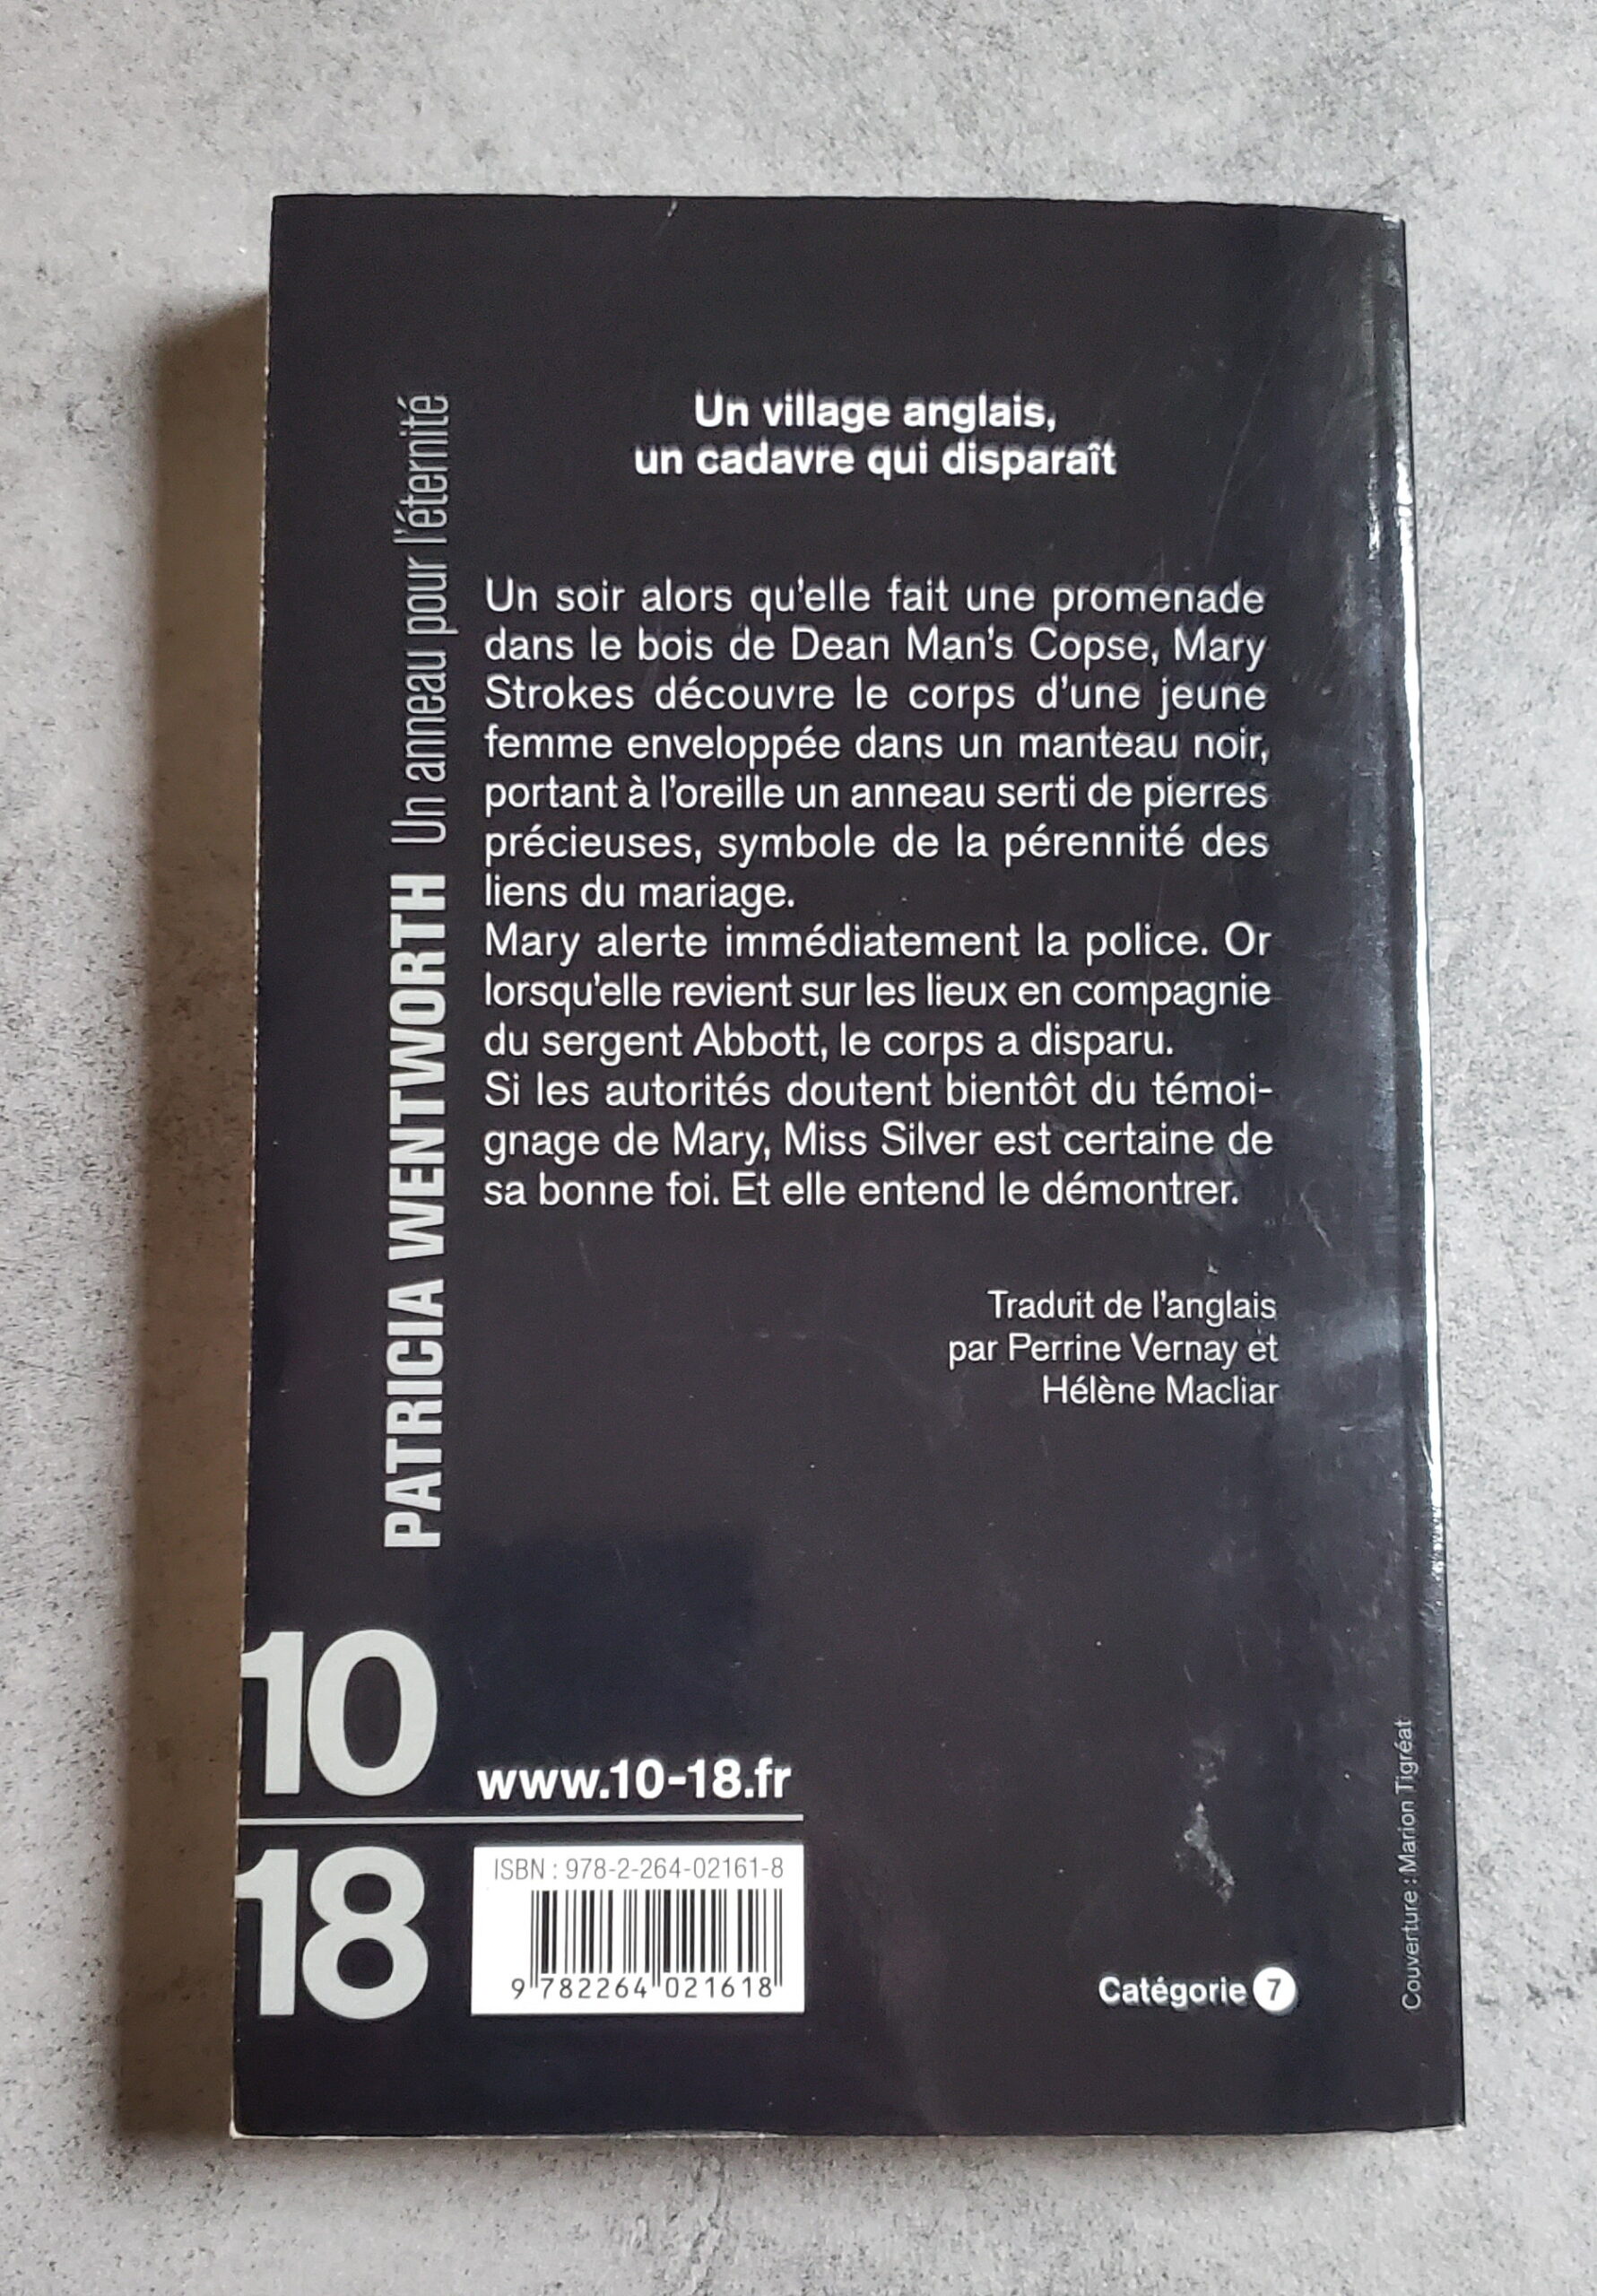 Un village anglais,
un cadavre qui disparaît
Un soir alors qu'elle fait une promenade
dans le bois de Dean Man's Copse, Mary
Strokes découvre le corps d'une jeune
femme enveloppée dans un manteau noir,
portant à l'oreille un anneau serti de pierres
précieuses, symbole de la pérennité des
liens du mariage.
Mary alerte immédiatement la police. Or
lorsqu'elle revient sur les lieux en compagnie
du sergent Abbott, le corps a disparu.
Si les autorités doutent bientôt du témoi-
gnage de Mary, Miss Silver est certaine de
sa bonne foi. Et elle entend le démontrer.
Traduit de l'anglais
par Perrine Vernay et
Hélène Macliar
PATRICIA WENTWORTH Un anneau pour l'éternité
10
18
www.10-18.fr
ISBN : 978-2-264-02161-8
9 782264 021618
Catégorie 7
Couverture : Marion Tigréat